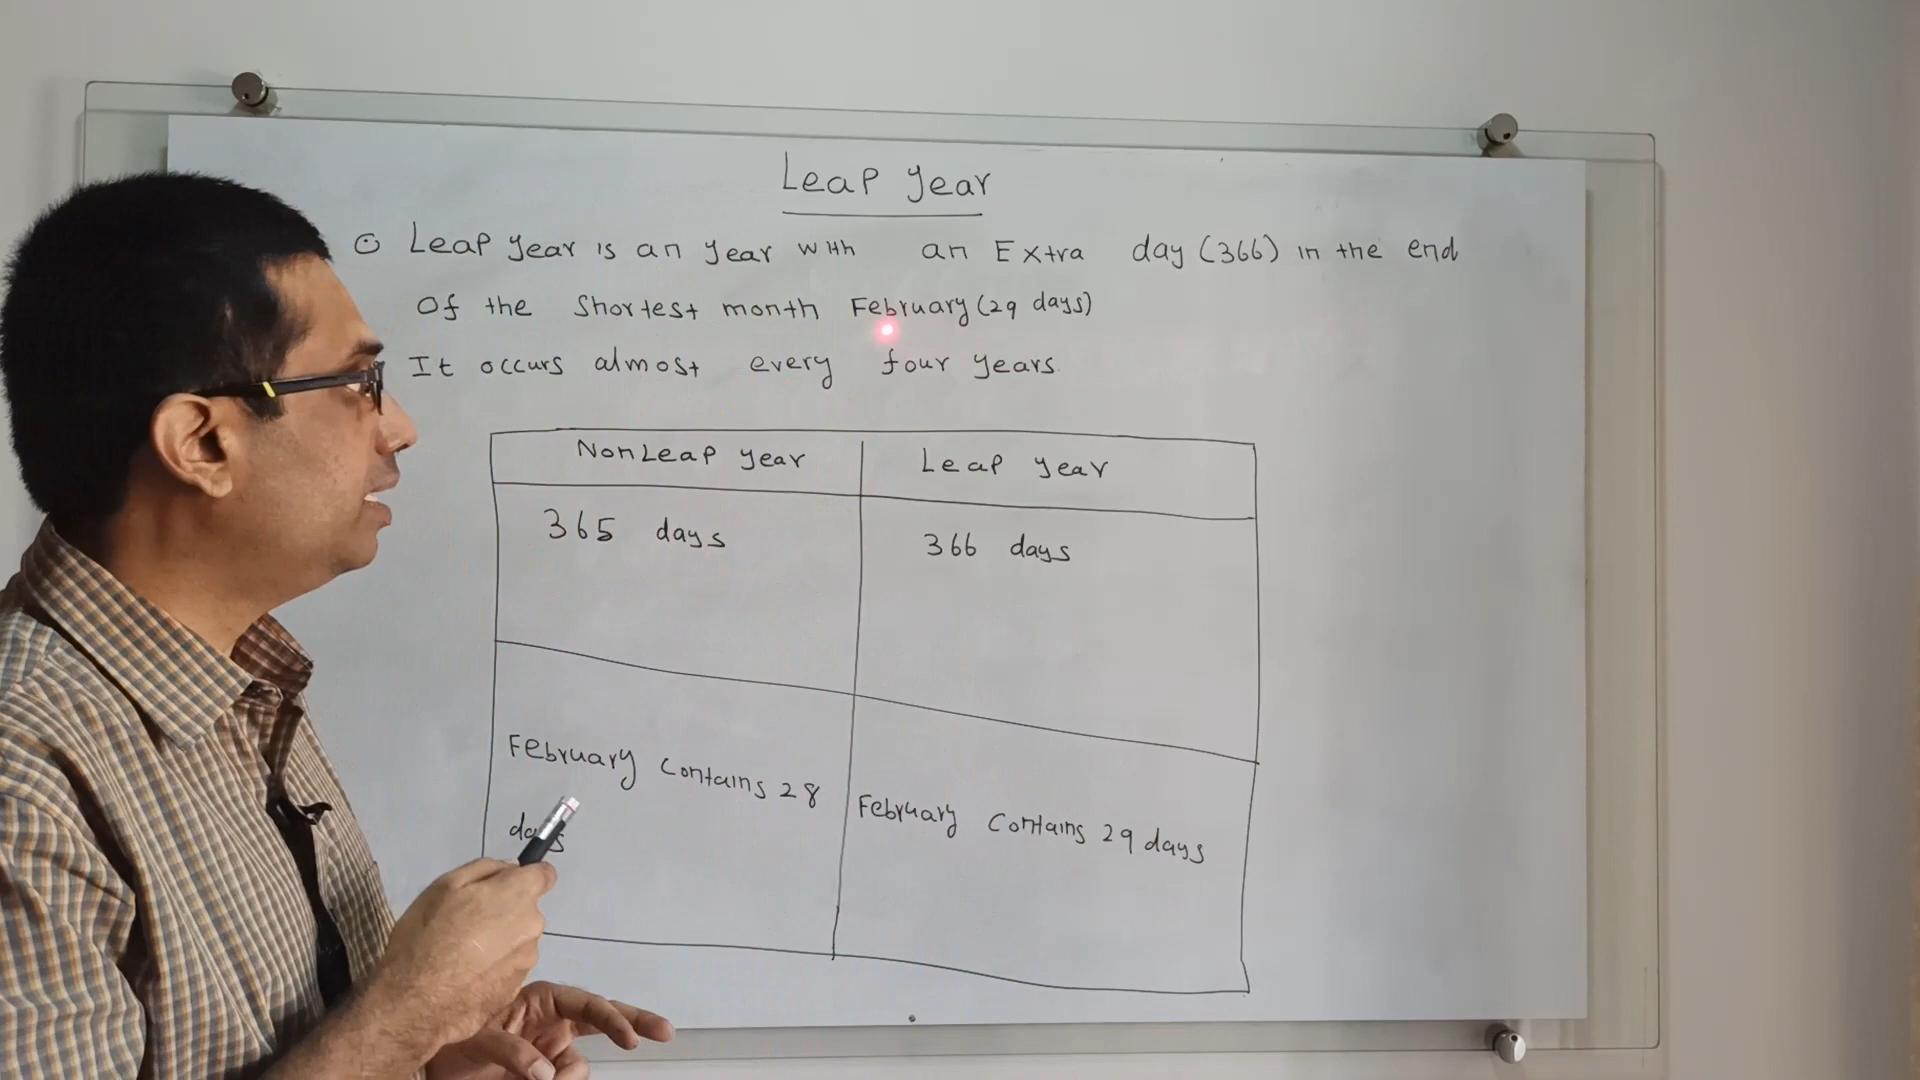 Leap year
Leap year is an year with an Extra day (366) in the end
Of the Shortest month February (29 days)
It occurs almost every four years.
NonLeap year
Leap year
365 days
366 days
February contains 28
days
February contains 29 days